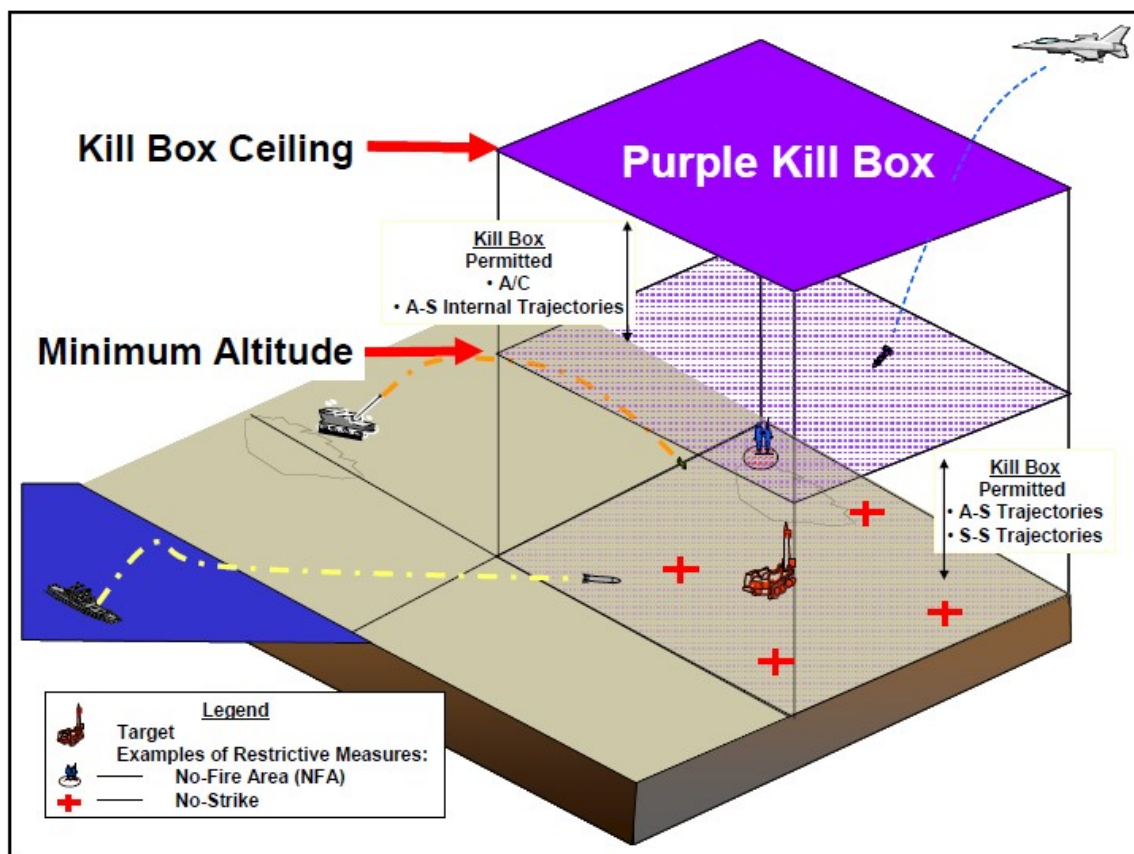 Kill Box Ceiling
Purple Kill Box
Kill Box
Permitted
• A/C
• A-S Internal Trajectories
Minimum Altitude
Kill Box
Permitted
• A-S Trajectories
• S-S Trajectories
Legend
Target
Examples of Restrictive Measures:
No-Fire Area (NFA)
No-Strike